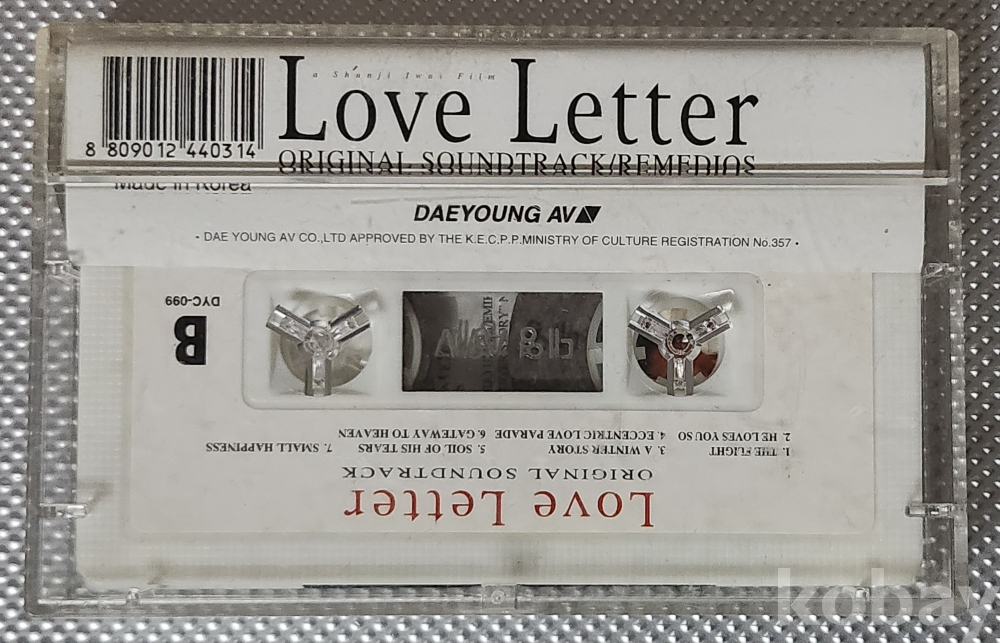 a Shunji Iwai Film
Love Letter
8 809012 440314
ORIGINAL SOUNDTRACK/REMEDIOS
Made in Korea
DAEYOUNG AV
· DAE YOUNG AV CO.,LTD APPROVED BY THE K.E.C.P.P.MINISTRY OF CULTURE REGISTRATION No.357 ·
Love Letter
ORIGINAL SOUNDTRACK
1. THE FLIGHT 3. A WINTER STORY 5. SOIL OF HIS TEARS 7. SMALL HAPPINESS
2. HE LOVES YOU SO 4. ECCENTRIC LOVE PARADE 6. GATEWAY TO HEAVEN
B
DYC-099
kobay